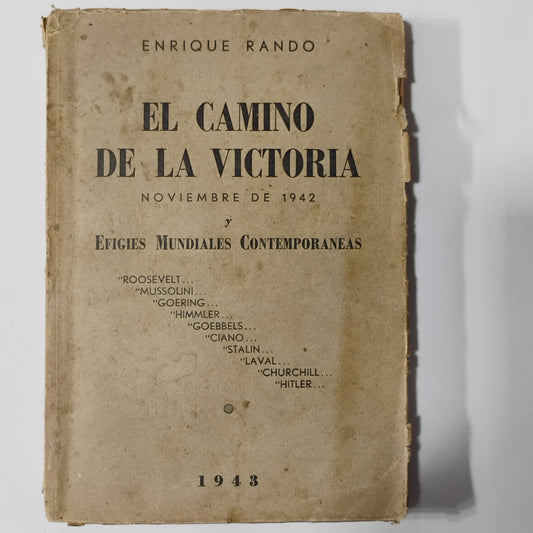 ENRIQUE RANDO
EL CAMINO
DE LA VICTORIA
NOVIEMBRE DE 1942
y
EFIGIES MUNDIALES CONTEMPORANEAS
"ROOSEVELT...
"MUSSOLINI...
"GOERING...
"HIMMLER...
"GOEBBELS...
"CIANO...
"STALIN...
"LAVAL...
"CHURCHILL...
"HITLER...
1943